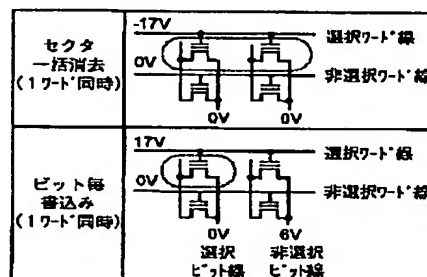 -17V
選択ワード線
セクタ
一括消去
(1ワード同時)
0V
非選択ワード線
0V 0V
17V
選択ワード線
ビット毎
書込み
(1ワード同時)
0V
非選択ワード線
0V 6V
選択 非選択
ビット線 ビット線